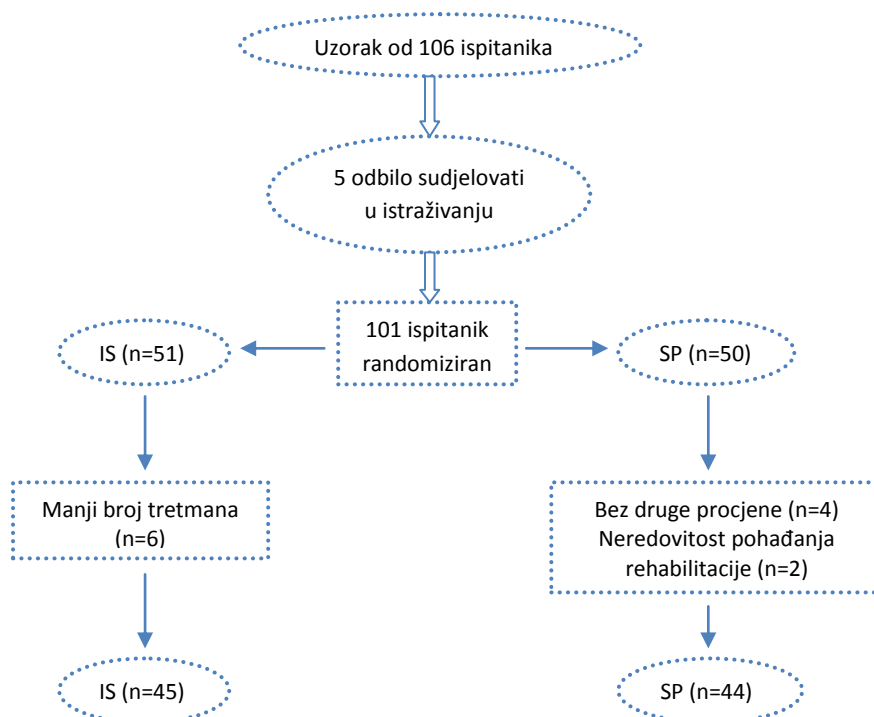 Uzorak od 106 ispitanika
5 odbilo sudjelovati
u istraživanju
101 ispitanik
randomiziran
IS (n=51)
SP (n=50)
Manji broj tretmana
(n=6)
Bez druge procjene (n=4)
Neredovitost pohađanja
rehabilitacije (n=2)
IS (n=45)
SP (n=44)